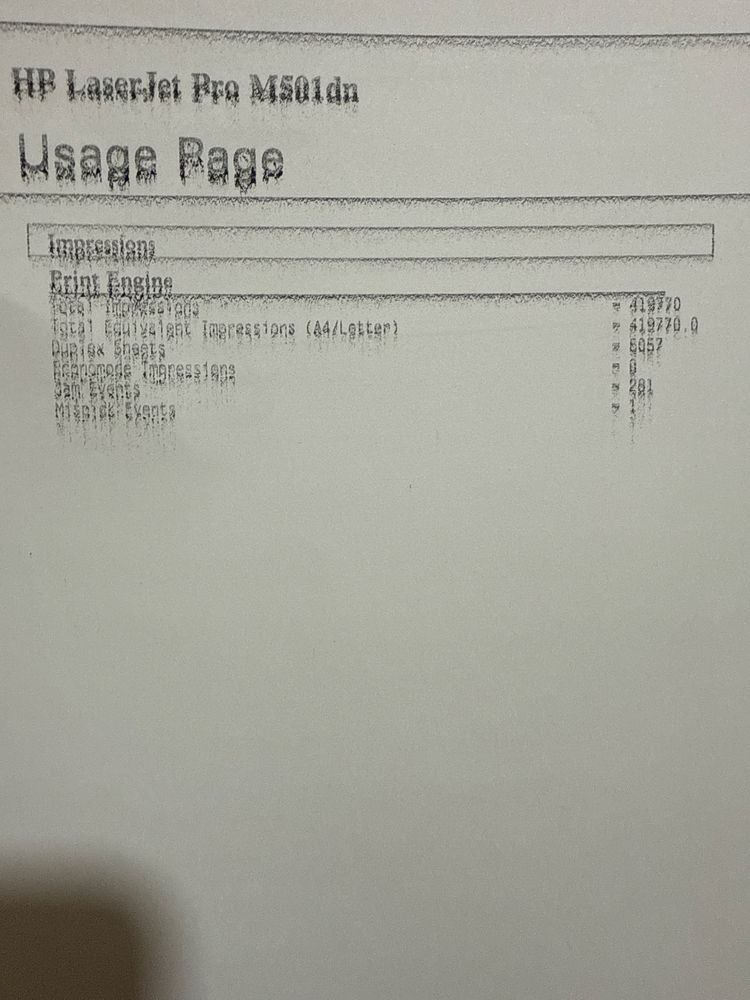 HP LaserJet Pro M501dn
Usage Page
Impressions
Print Engine
Total Impressions = 419770
Total Equivalent Impressions (A4/Letter) = 419770.0
Duplex Sheets =
Economode Impressions = 0
Jam Events = 281
Mispick Events = 1